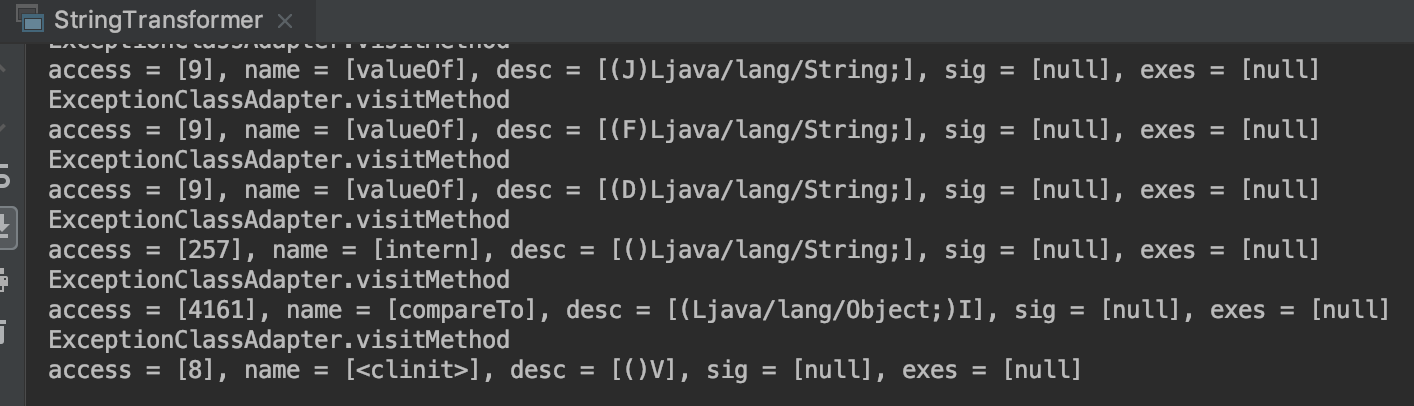 StringTransformer
ExceptionClassAdapter.visitMethod
access = [9], name = [valueOf], desc = [(J)Ljava/lang/String;], sig = [null], exes = [null]
ExceptionClassAdapter.visitMethod
access = [9], name = [valueOf], desc = [(F)Ljava/lang/String;], sig = [null], exes = [null]
ExceptionClassAdapter.visitMethod
access = [9], name = [valueOf], desc = [(D)Ljava/lang/String;], sig = [null], exes = [null]
ExceptionClassAdapter.visitMethod
access = [257], name = [intern], desc = [()Ljava/lang/String;], sig = [null], exes = [null]
ExceptionClassAdapter.visitMethod
access = [4161], name = [compareTo], desc = [(Ljava/lang/Object;)I], sig = [null], exes = [null]
ExceptionClassAdapter.visitMethod
access = [8], name = [<clinit>], desc = [()V], sig = [null], exes = [null]